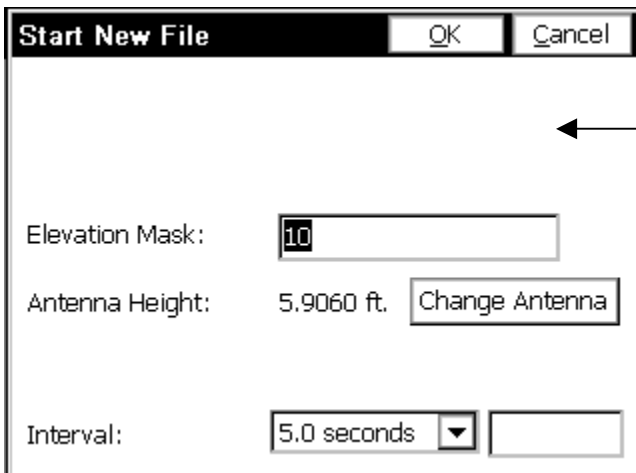 Start New File OK Cancel
Elevation Mask: 10
Antenna Height: 5.9060 ft. Change Antenna
Interval: 5.0 seconds